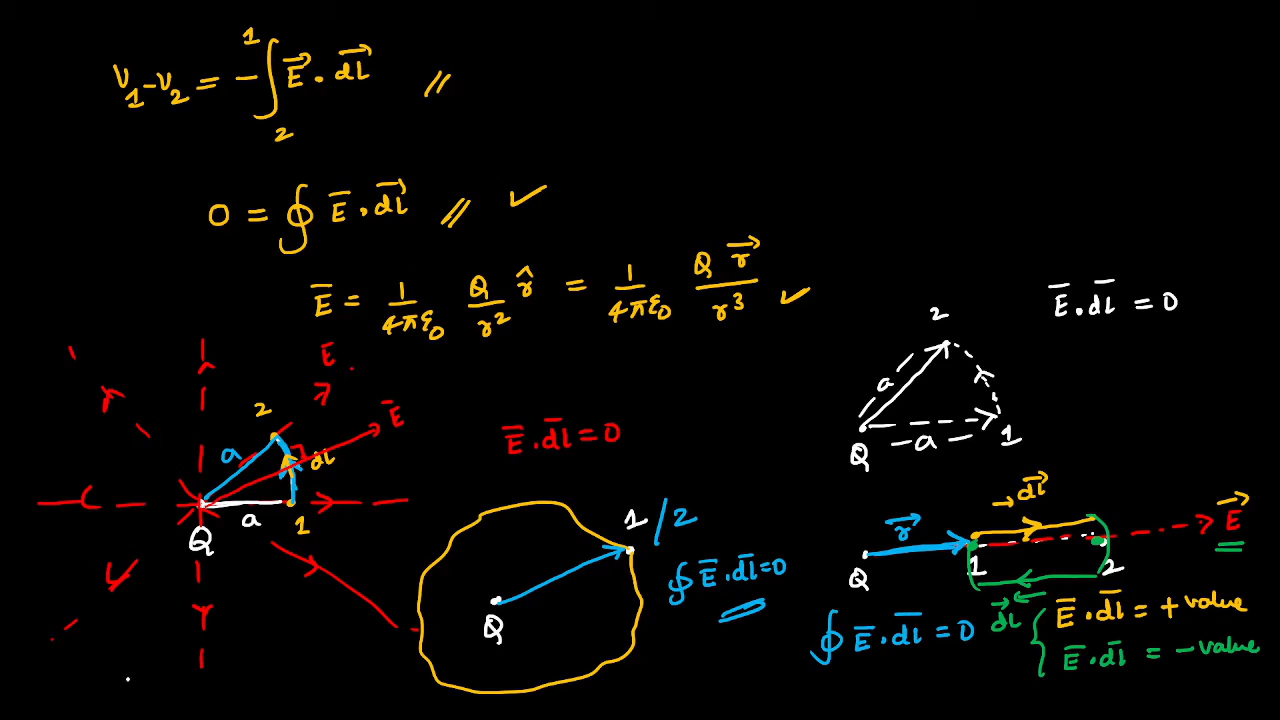 V₁ - V₂ = - ∫₂¹ E⃗ . dl⃗ //
0 = ∮ E̅ . dl⃗ // ✓
E̅ = 1/4πε₀ Q/r² r̂ = 1/4πε₀ Q r⃗/r³ ✓
E̅ . dl̅ = 0
2
a
Q
- a -
1
E
E̅
2
a
dl
a
1
Q
E̅ . dl̅ = 0
1/2
Q
∮ E̅ . dl̅ = 0
→ dl⃗
r⃗
E⃗
Q
1
2
dl⃗
∮ E̅ . dl̅ = 0
E̅ . dl̅ = + value
E̅ . dl̅ = - value